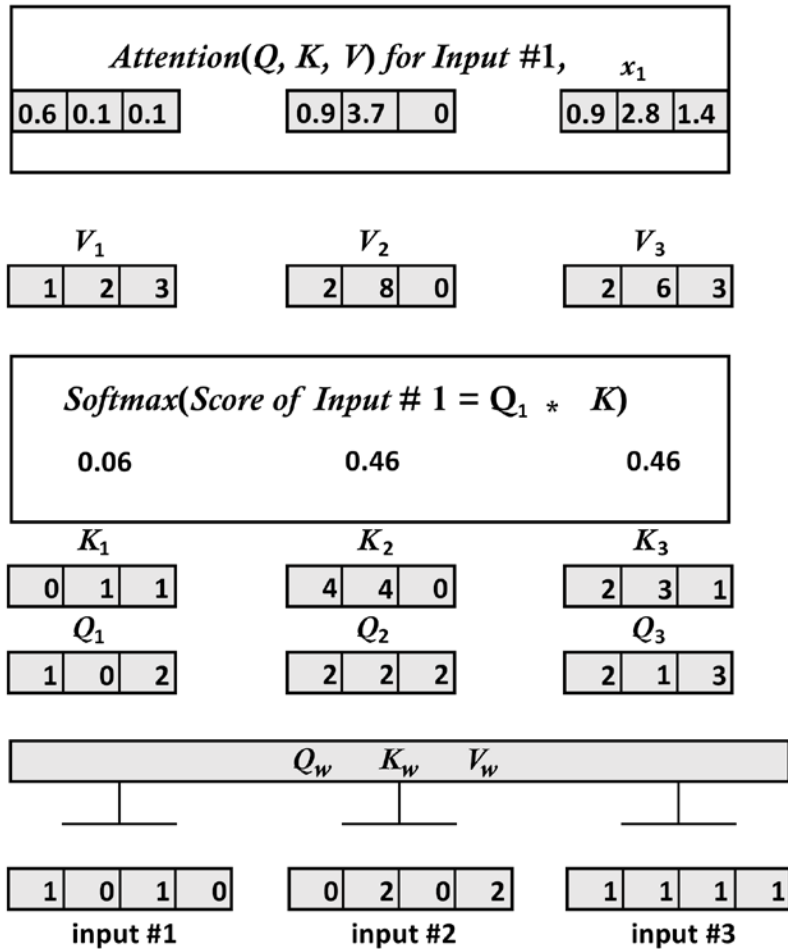 Attention(Q, K, V) for Input #1, x₁
0.6 0.1 0.1 0.9 3.7 0 0.9 2.8 1.4
V₁ V₂ V₃
1 2 3 2 8 0 2 6 3
Softmax(Score of Input # 1 = Q₁ * K)
0.06 0.46 0.46
K₁ K₂ K₃
0 1 1 4 4 0 2 3 1
Q₁ Q₂ Q₃
1 0 2 2 2 2 2 1 3
Qw Kw Vw
1 0 1 0 0 2 0 2 1 1 1 1
input #1 input #2 input #3